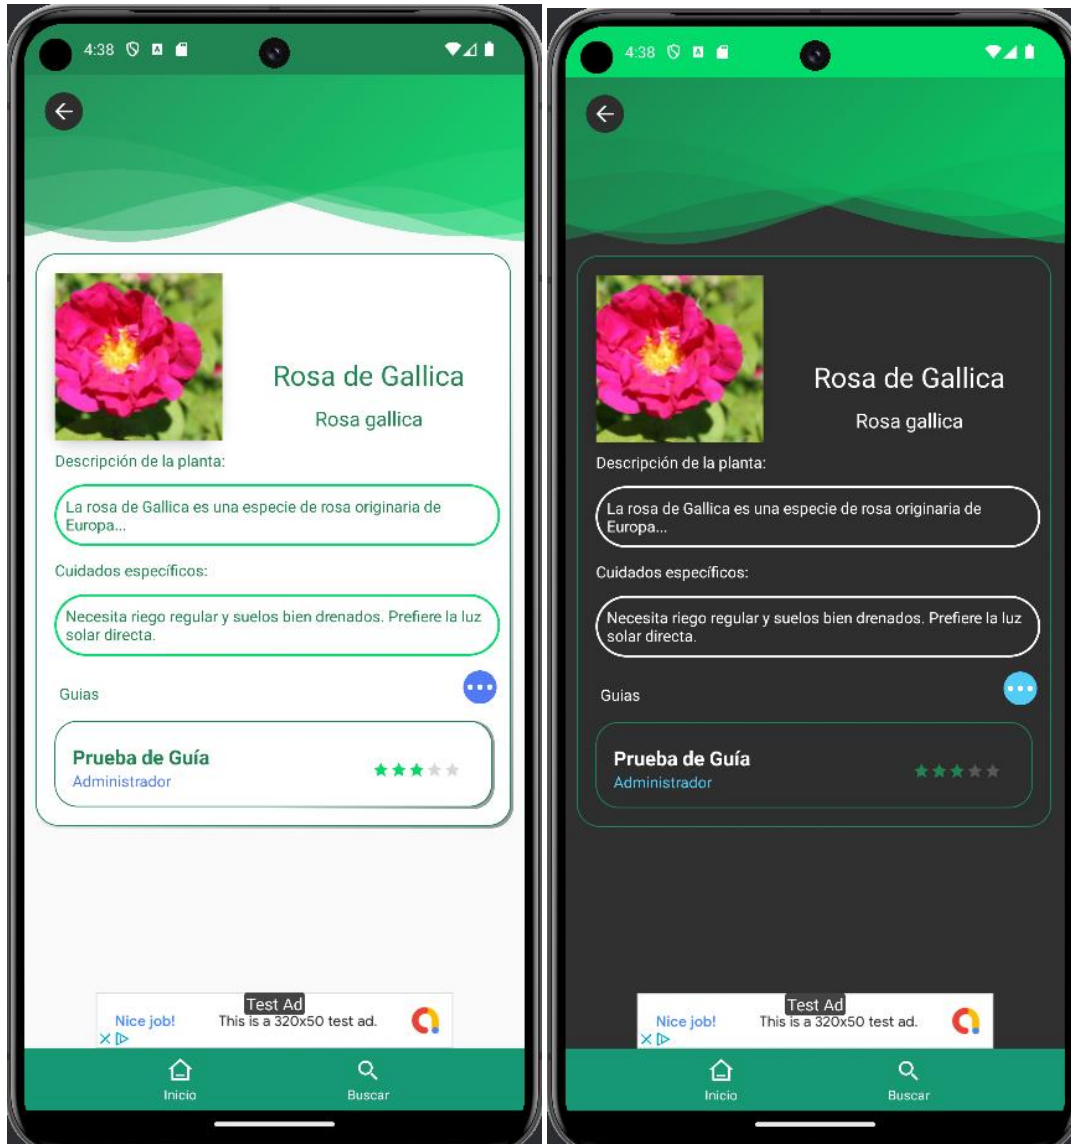 4:38
Rosa de Gallica
Rosa gallica
Descripción de la planta:
La rosa de Gallica es una especie de rosa originaria de
Europa...
Cuidados específicos:
Necesita riego regular y suelos bien drenados. Prefiere la luz
solar directa.
Guias
Prueba de Guía
Administrador
Test Ad
Nice job! This is a 320x50 test ad.
Inicio Buscar
4:38
Rosa de Gallica
Rosa gallica
Descripción de la planta:
La rosa de Gallica es una especie de rosa originaria de
Europa...
Cuidados específicos:
Necesita riego regular y suelos bien drenados. Prefiere la luz
solar directa.
Guias
Prueba de Guía
Administrador
Test Ad
Nice job! This is a 320x50 test ad.
Inicio Buscar